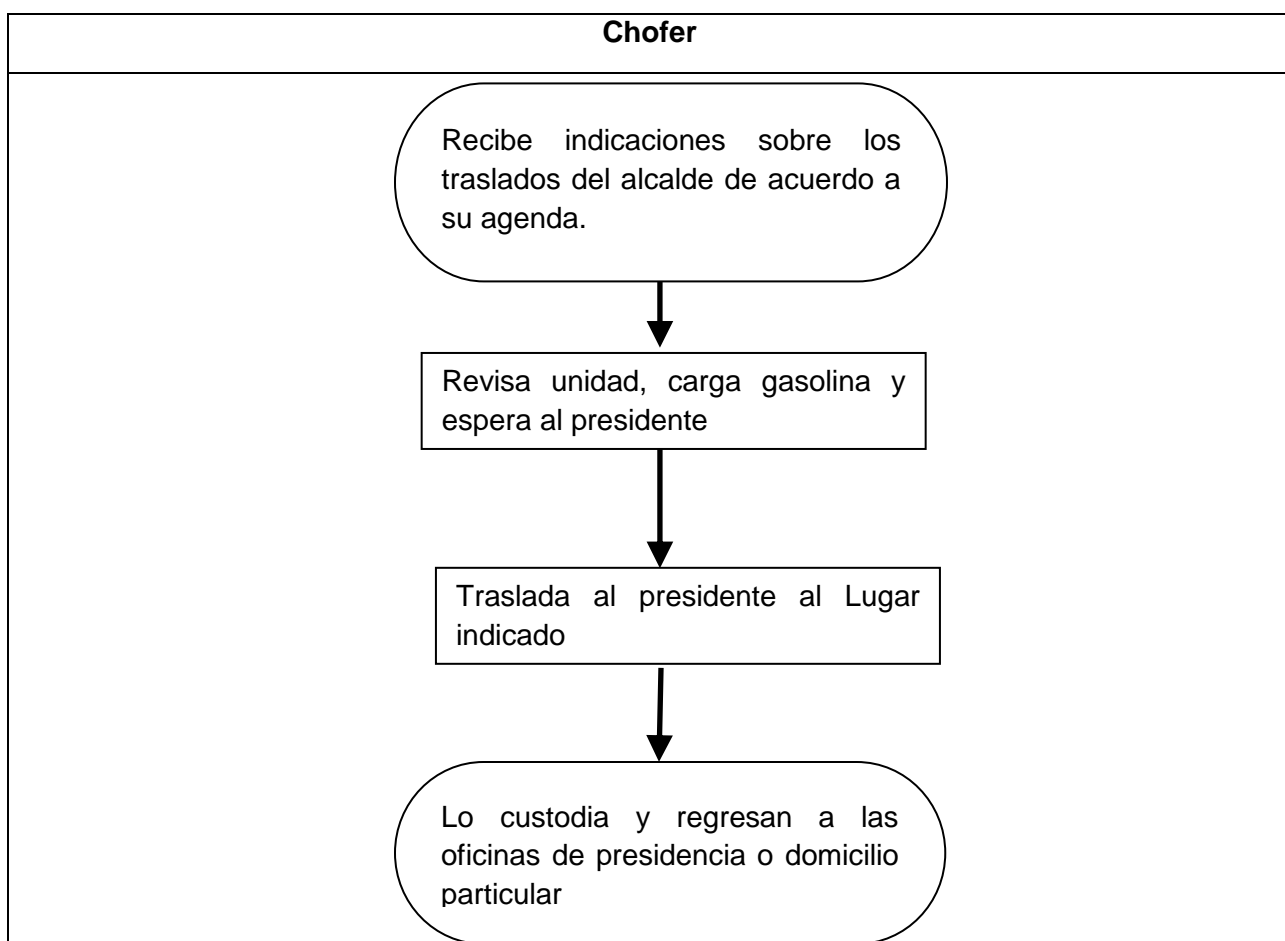 Chofer
Recibe indicaciones sobre los
traslados del alcalde de acuerdo a
su agenda.
Revisa unidad, carga gasolina y
espera al presidente
Traslada al presidente al Lugar
indicado
Lo custodia y regresan a las
oficinas de presidencia o domicilio
particular